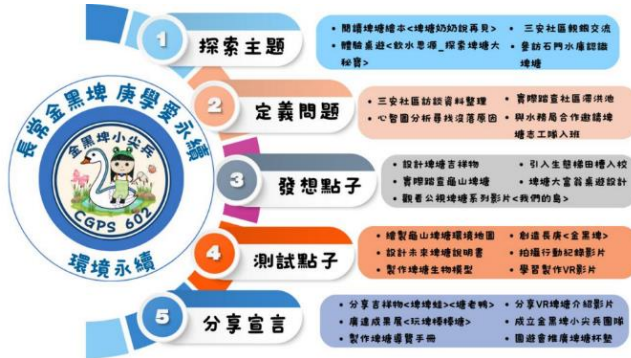 長常金黑埤 庚學愛永續
金黑埤小尖兵
CGPS 602
環境永續
1 探索主題
• 閱讀埤塘繪本<埤塘奶奶說再見>
• 體驗桌遊<飲水思源_探索埤塘大
秘寶>
• 三安社區親蝦交流
• 參訪石門水庫認識
埤塘
2 定義問題
• 三安社區訪談資料整理
• 心智圖分析尋找沒落原因
• 實際踏查社區滯洪池
• 與水務局合作邀請埤
塘志工隊入班
3 發想點子
• 設計埤塘吉祥物
• 實際踏查龜山埤塘
• 觀看公視埤塘系列影片<我們的島>
• 引入生態梯田槽入校
• 埤塘大富翁桌遊設計
4 測試點子
• 繪製龜山埤塘環境地圖
• 設計未來埤塘說明書
• 製作埤塘生物模型
• 創造長庚<金黑埤>
• 拍攝行動紀錄影片
• 學習製作VR影片
5 分享宣言
• 分享吉祥物<埤埤蛙><塘老鴨>
• 廣達成果展<玩埤棒棒塘>
• 製作埤塘導覽手冊
• 分享VR埤塘介紹影片
• 成立金黑埤小尖兵團隊
• 園遊會推廣埤塘杯墊